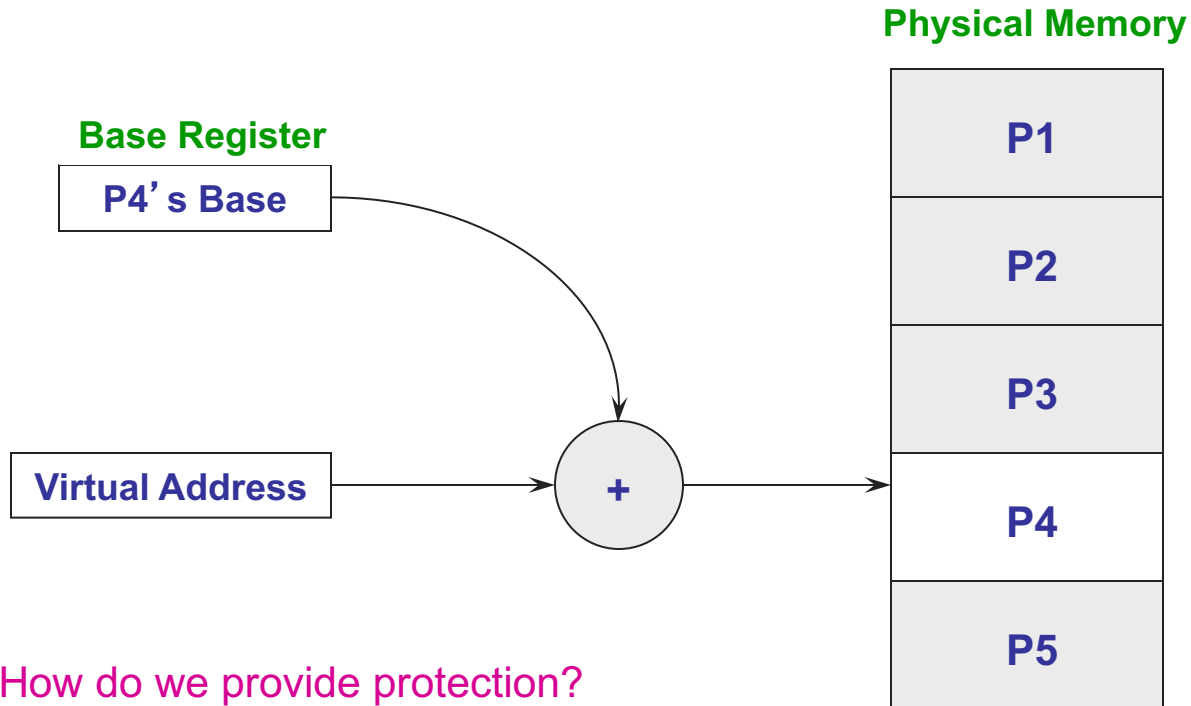 Physical Memory
Base Register
P4's Base
Virtual Address
+
P1
P2
P3
P4
P5
How do we provide protection?